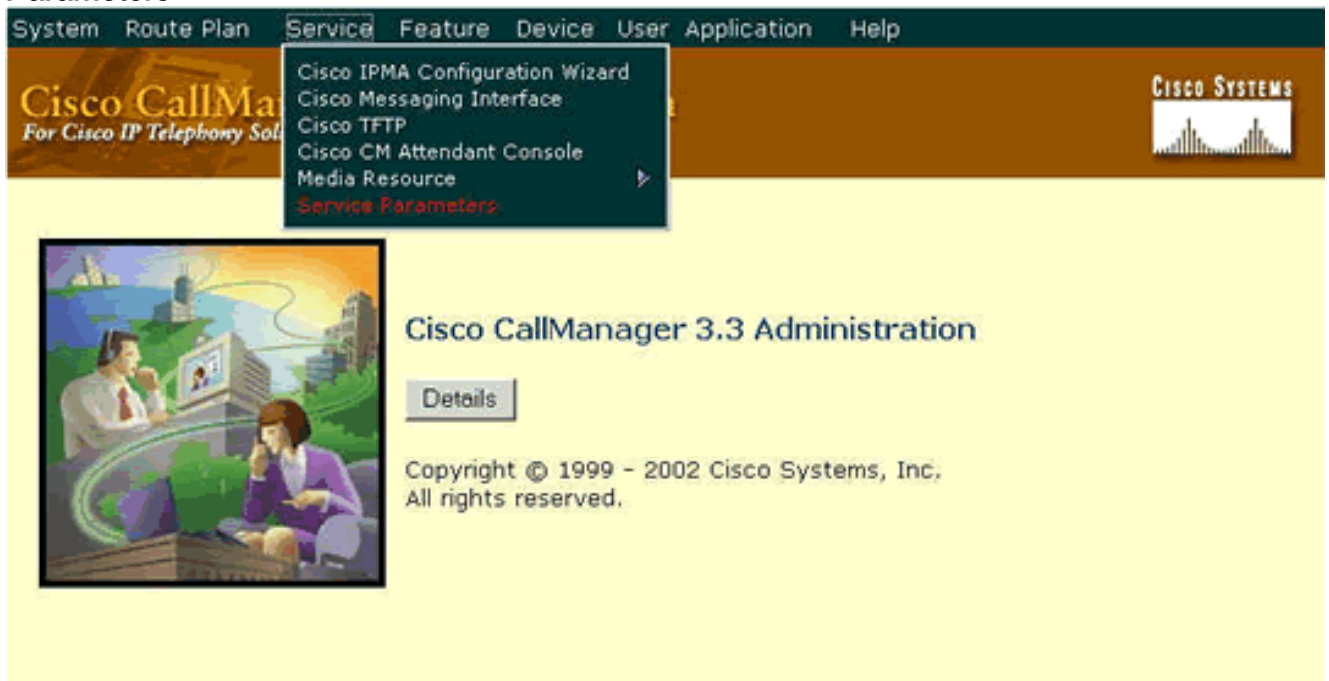 System Route Plan Service Feature Device User Application Help
Cisco IPMA Configuration Wizard
Cisco Messaging Interface
Cisco TFTP
Cisco CM Attendant Console
Media Resource
Service Parameters
Cisco CallMa
For Cisco IP Telephony Sol
CISCO SYSTEMS
Cisco CallManager 3.3 Administration
Details
Copyright © 1999 - 2002 Cisco Systems, Inc.
All rights reserved.